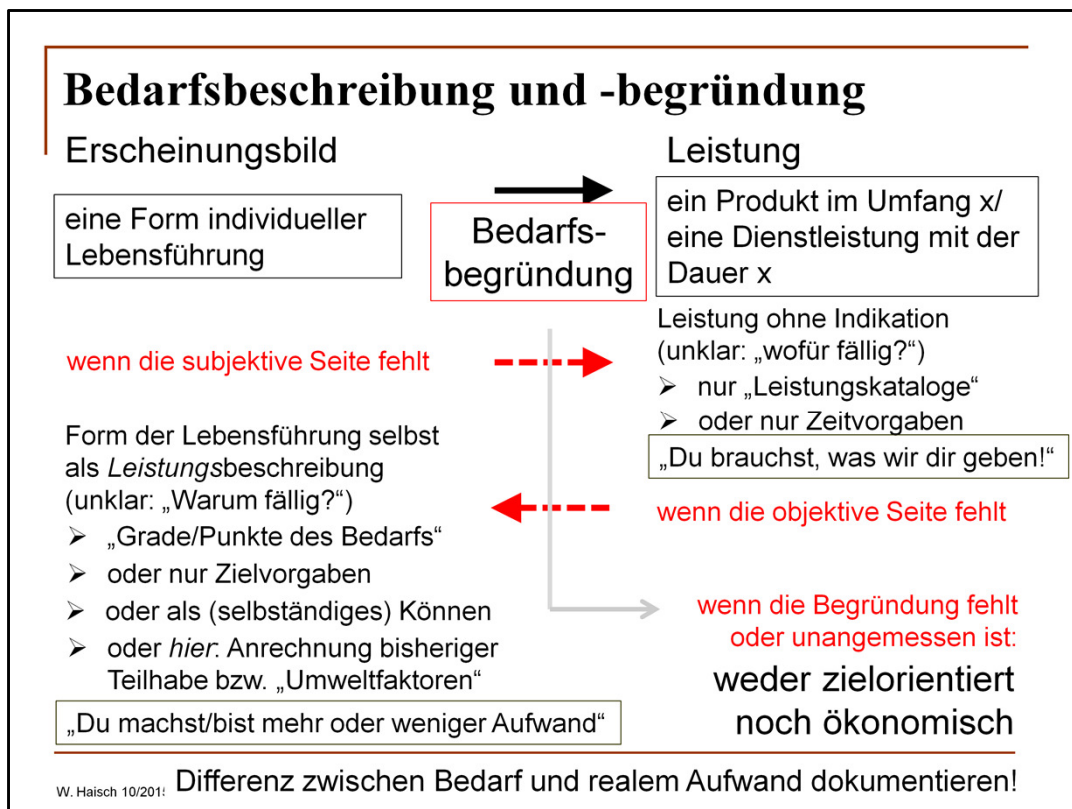 Bedarfsbeschreibung und -begründung
Erscheinungsbild
Leistung
eine Form individueller
Lebensführung
Bedarfs-
begründung
ein Produkt im Umfang x/
eine Dienstleistung mit der
Dauer x
wenn die subjektive Seite fehlt
Leistung ohne Indikation
(unklar: „wofür fällig?“)
➢ nur „Leistungskataloge“
➢ oder nur Zeitvorgaben
„Du brauchst, was wir dir geben!“
Form der Lebensführung selbst
als Leistungsbeschreibung
(unklar: „Warum fällig?“)
➢ „Grade/Punkte des Bedarfs“
➢ oder nur Zielvorgaben
➢ oder als (selbständiges) Können
➢ oder hier: Anrechnung bisheriger
Teilhabe bzw. „Umweltfaktoren“
„Du machst/bist mehr oder weniger Aufwand“
wenn die objektive Seite fehlt
wenn die Begründung fehlt
oder unangemessen ist:
weder zielorientiert
noch ökonomisch
W. Haisch Differenz zwischen Bedarf und realem Aufwand dokumentieren!